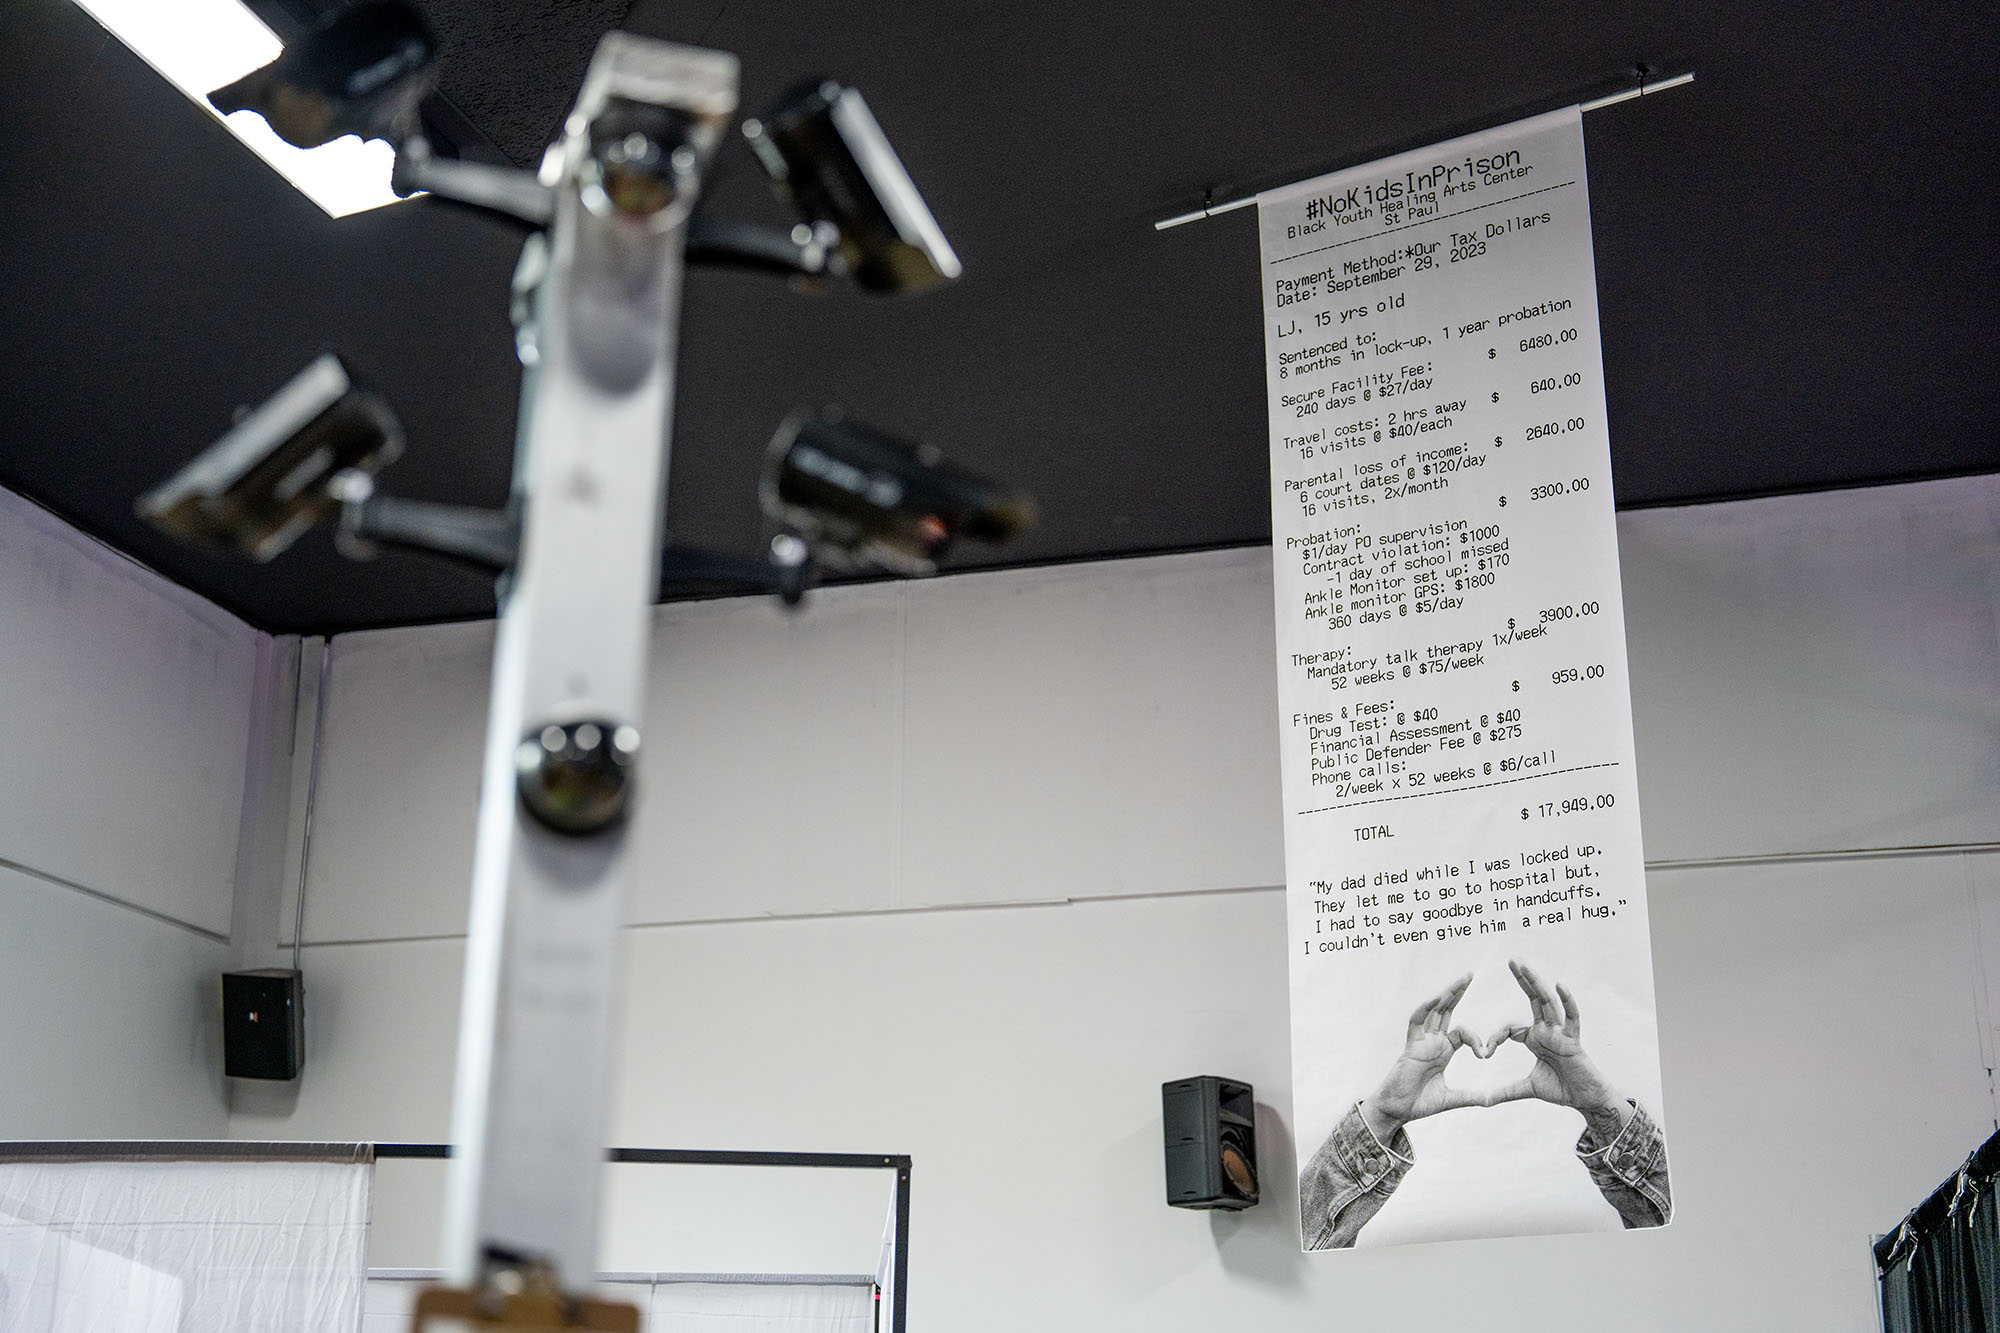 #NoKidsInPrison
Black Youth Healing Arts Center
St Paul
Payment Method:*Our Tax Dollars
Date: September 29, 2023
LJ, 15 yrs old
Sentenced to:
8 months in lock-up, 1 year probation
$ 6480.00
Secure Facility Fee:
240 days @ $27/day
$ 640.00
Travel costs: 2 hrs away
16 visits @ $40/each
$ 2640.00
Parental loss of income:
6 court dates @ $120/day
16 visits, 2x/month
$ 3300.00
Probation:
$1/day PO supervision
Contract violation: $1000
-1 day of school missed
Ankle Monitor set up: $170
Ankle monitor GPS: $1800
360 days @ $5/day
$ 3900.00
Therapy:
Mandatory talk therapy 1x/week
52 weeks @ $75/week
$ 959.00
Fines & Fees:
Drug Test: @ $40
Financial Assessment @ $40
Public Defender Fee @ $275
Phone calls:
2/week x 52 weeks @ $6/call
TOTAL $ 17,949.00
"My dad died while I was locked up.
They let me to go to hospital but,
I had to say goodbye in handcuffs.
I couldn't even give him a real hug."